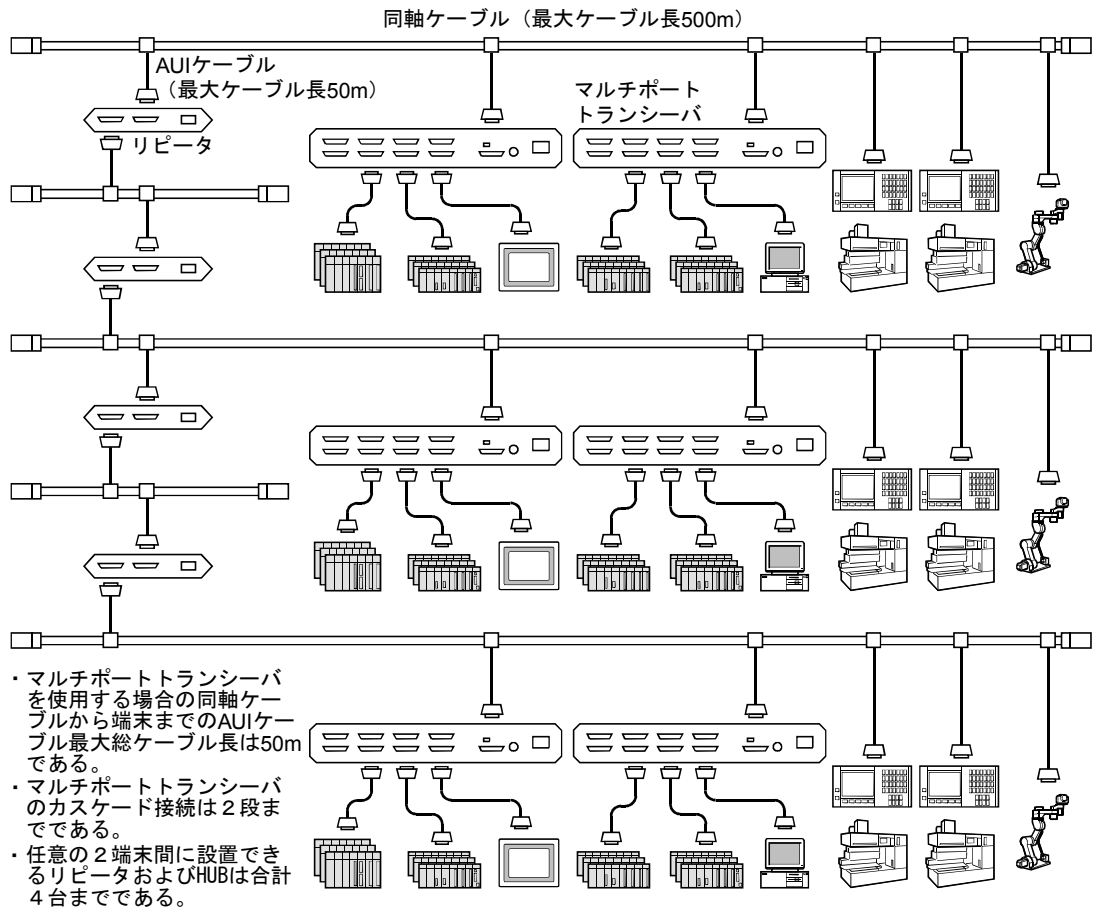 同軸ケーブル（最大ケーブル長500m）
AUIケーブル
（最大ケーブル長50m）
マルチポート
トランシーバ
リピータ
・マルチポートトランシーバ
を使用する場合の同軸ケー
ブルから端末までのAUIケー
ブル最大総ケーブル長は50m
である。
・マルチポートトランシーバ
のカスケード接続は２段ま
でである。
・任意の２端末間に設置でき
るリピータおよびHUBは合計
４台までである。